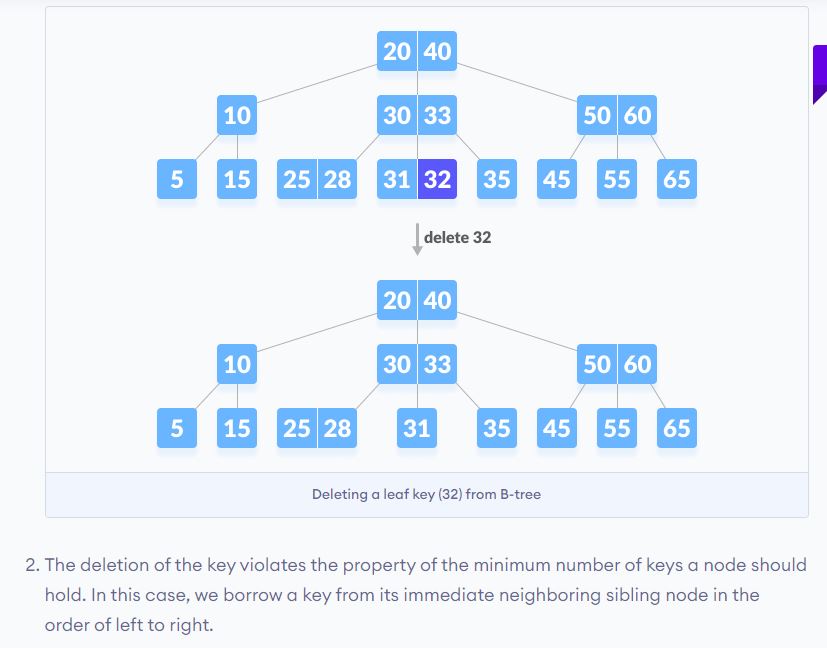 20 40
10 30 33 50 60
5 15 25 28 31 32 35 45 55 65
delete 32
20 40
10 30 33 50 60
5 15 25 28 31 35 45 55 65
Deleting a leaf key (32) from B-tree
2. The deletion of the key violates the property of the minimum number of keys a node should
hold. In this case, we borrow a key from its immediate neighboring sibling node in the
order of left to right.